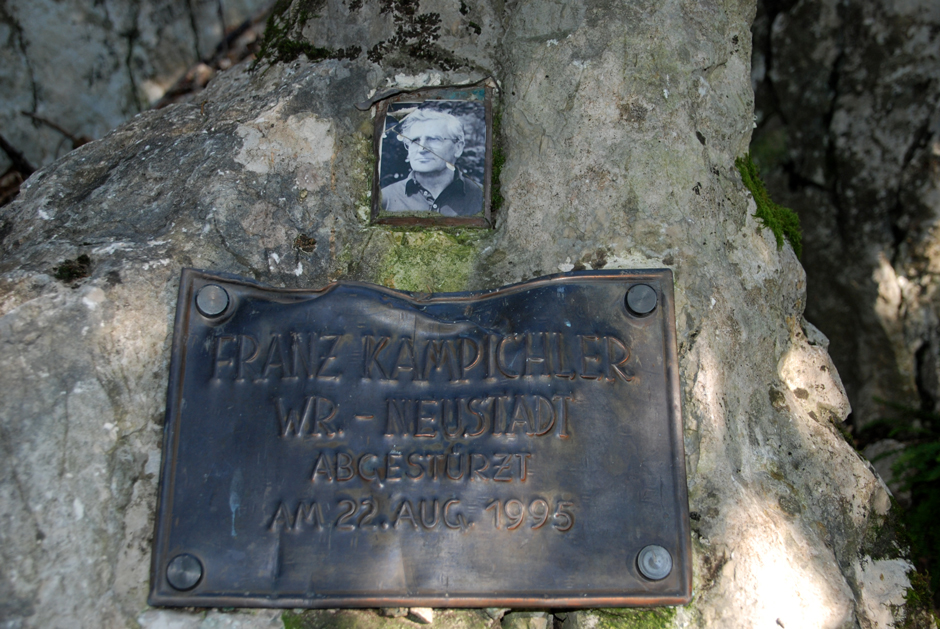 FRANZ KAMPICHLER
WR. - NEUSTADT
ABGESTÜRZT
AM 22. AUG. 1995